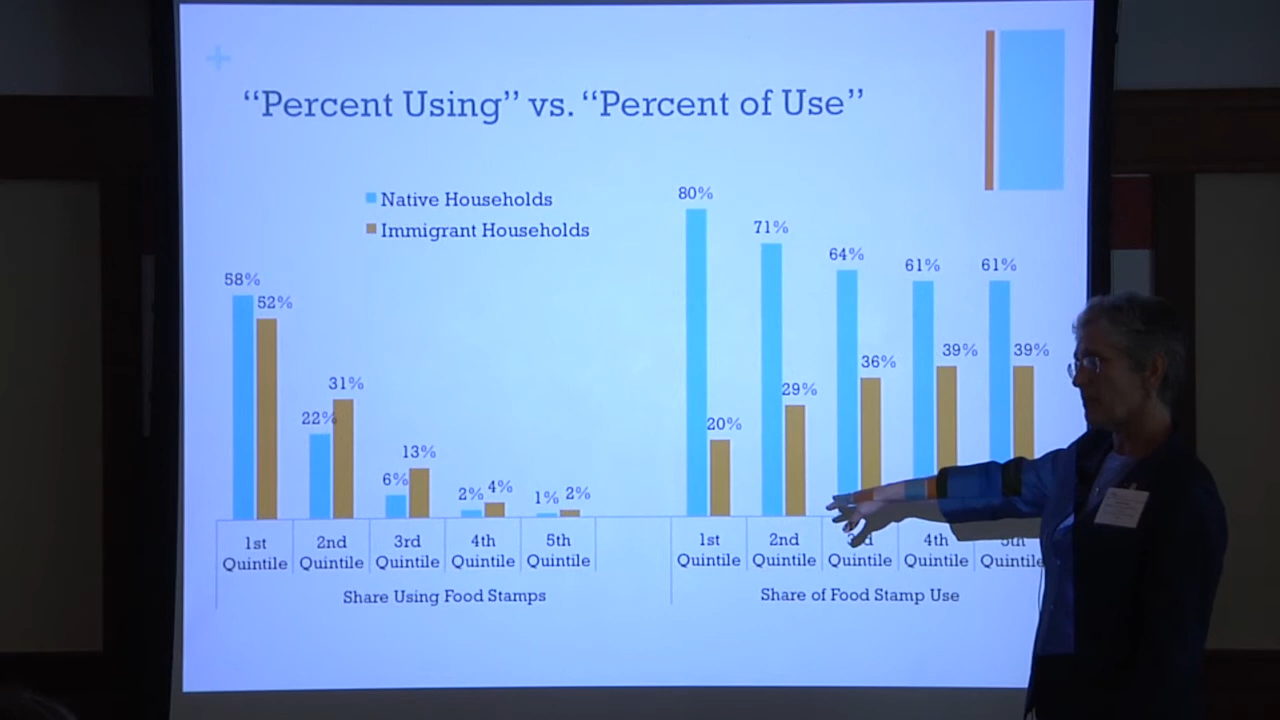 +
“Percent Using” vs. “Percent of Use”
Native Households
Immigrant Households
58%
52%
22%
31%
6%
13%
2%
4%
1%
2%
1st Quintile
2nd Quintile
3rd Quintile
4th Quintile
5th Quintile
Share Using Food Stamps
80%
20%
71%
29%
64%
36%
61%
39%
61%
39%
1st Quintile
2nd Quintile
3rd Quintile
4th Quintile
5th Quintile
Share of Food Stamp Use